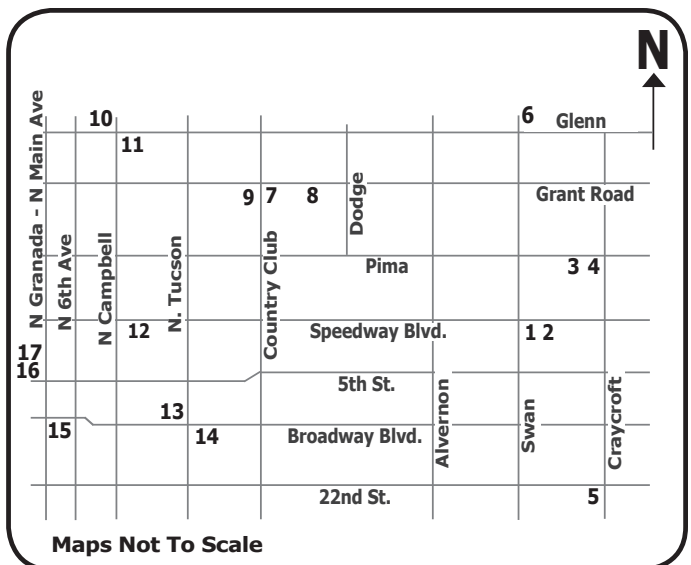 N
10
6
Glenn
11
N Granada - N Main Ave
9
7
8
Dodge
Grant Road
N 6th Ave
N Campbell
N. Tucson
Country Club
Pima
3 4
12
Speedway Blvd.
1 2
17
16
5th St.
Alvernon
Swan
Craycroft
13
15
14
Broadway Blvd.
22nd St.
5
Maps Not To Scale